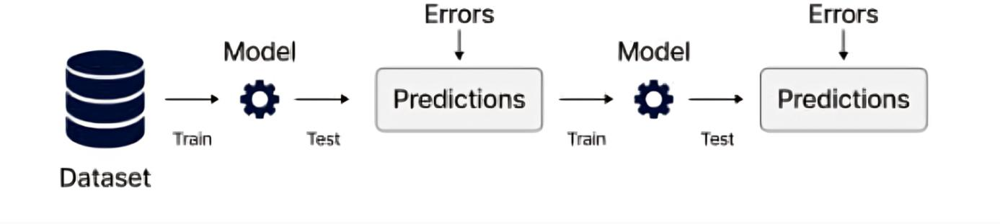 Errors
Errors
Model
Model
Predictions
Predictions
Train
Test
Train
Test
Dataset